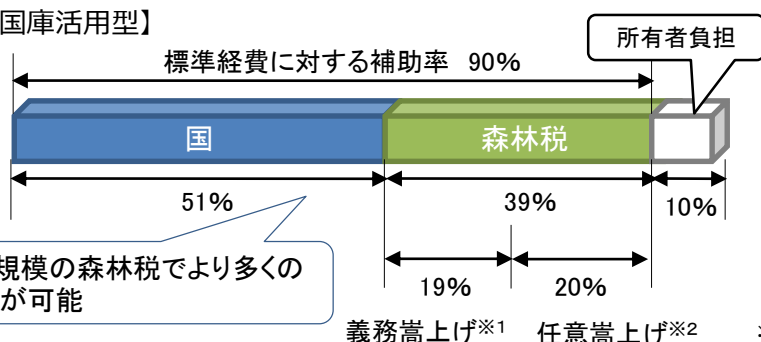 国庫活用型】
所有者負担
標準経費に対する補助率 90%
国
森林税
51%
39%
10%
規模の森林税でより多くの
が可能
19%
20%
義務嵩上げ※1
任意嵩上げ※2